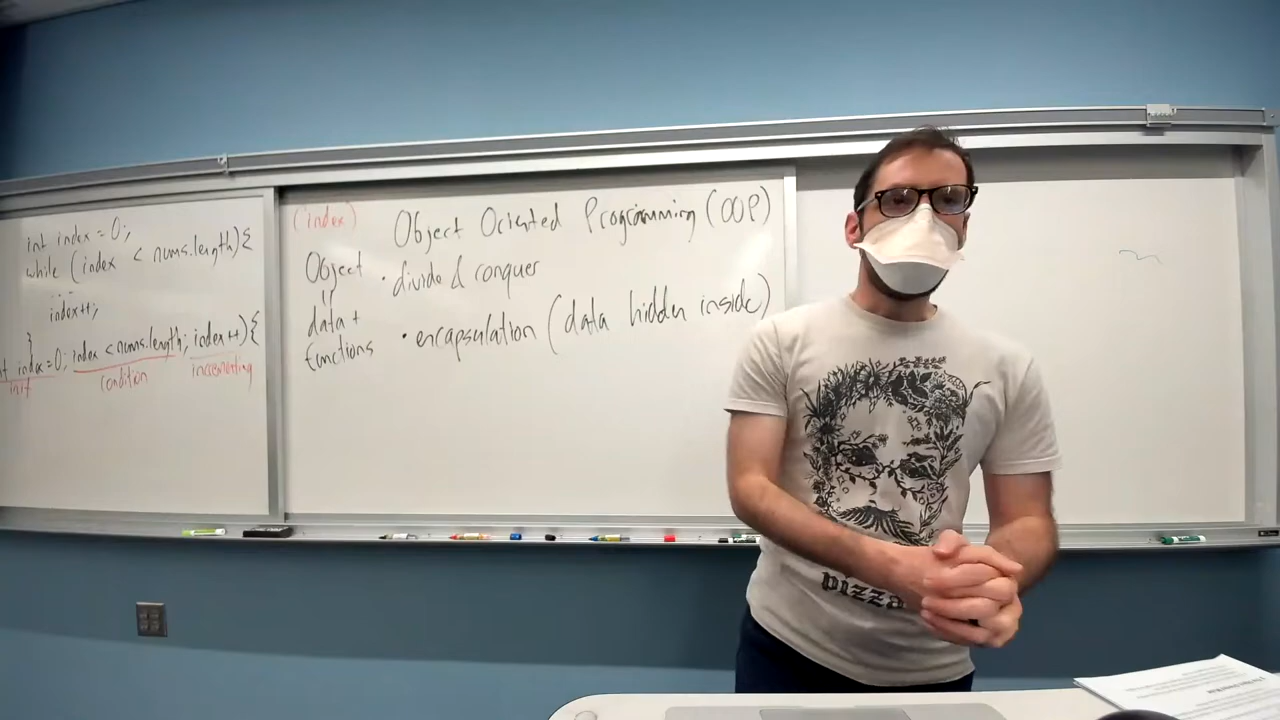 int index = 0;
while (index < nums.length){
index++;
}
int index=0; index<nums.length; index++){
init condition incrementing
(index)
Object Oriented Programming (OOP)
Object
data+
functions
• divide & conquer
• encapsulation (data hidden inside)
pizza